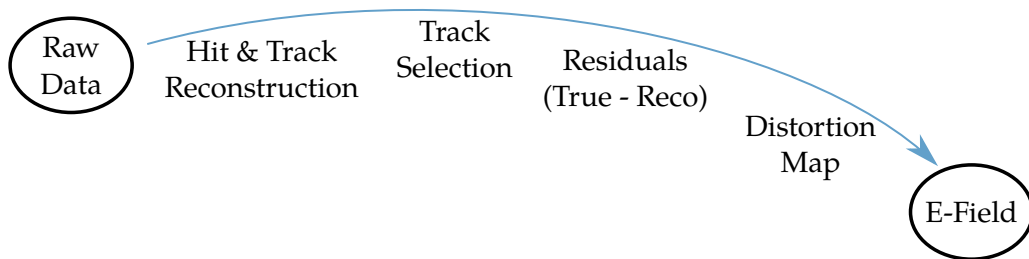 Raw
Data
Hit & Track
Reconstruction
Track
Selection
Residuals
(True - Reco)
Distortion
Map
E-Field